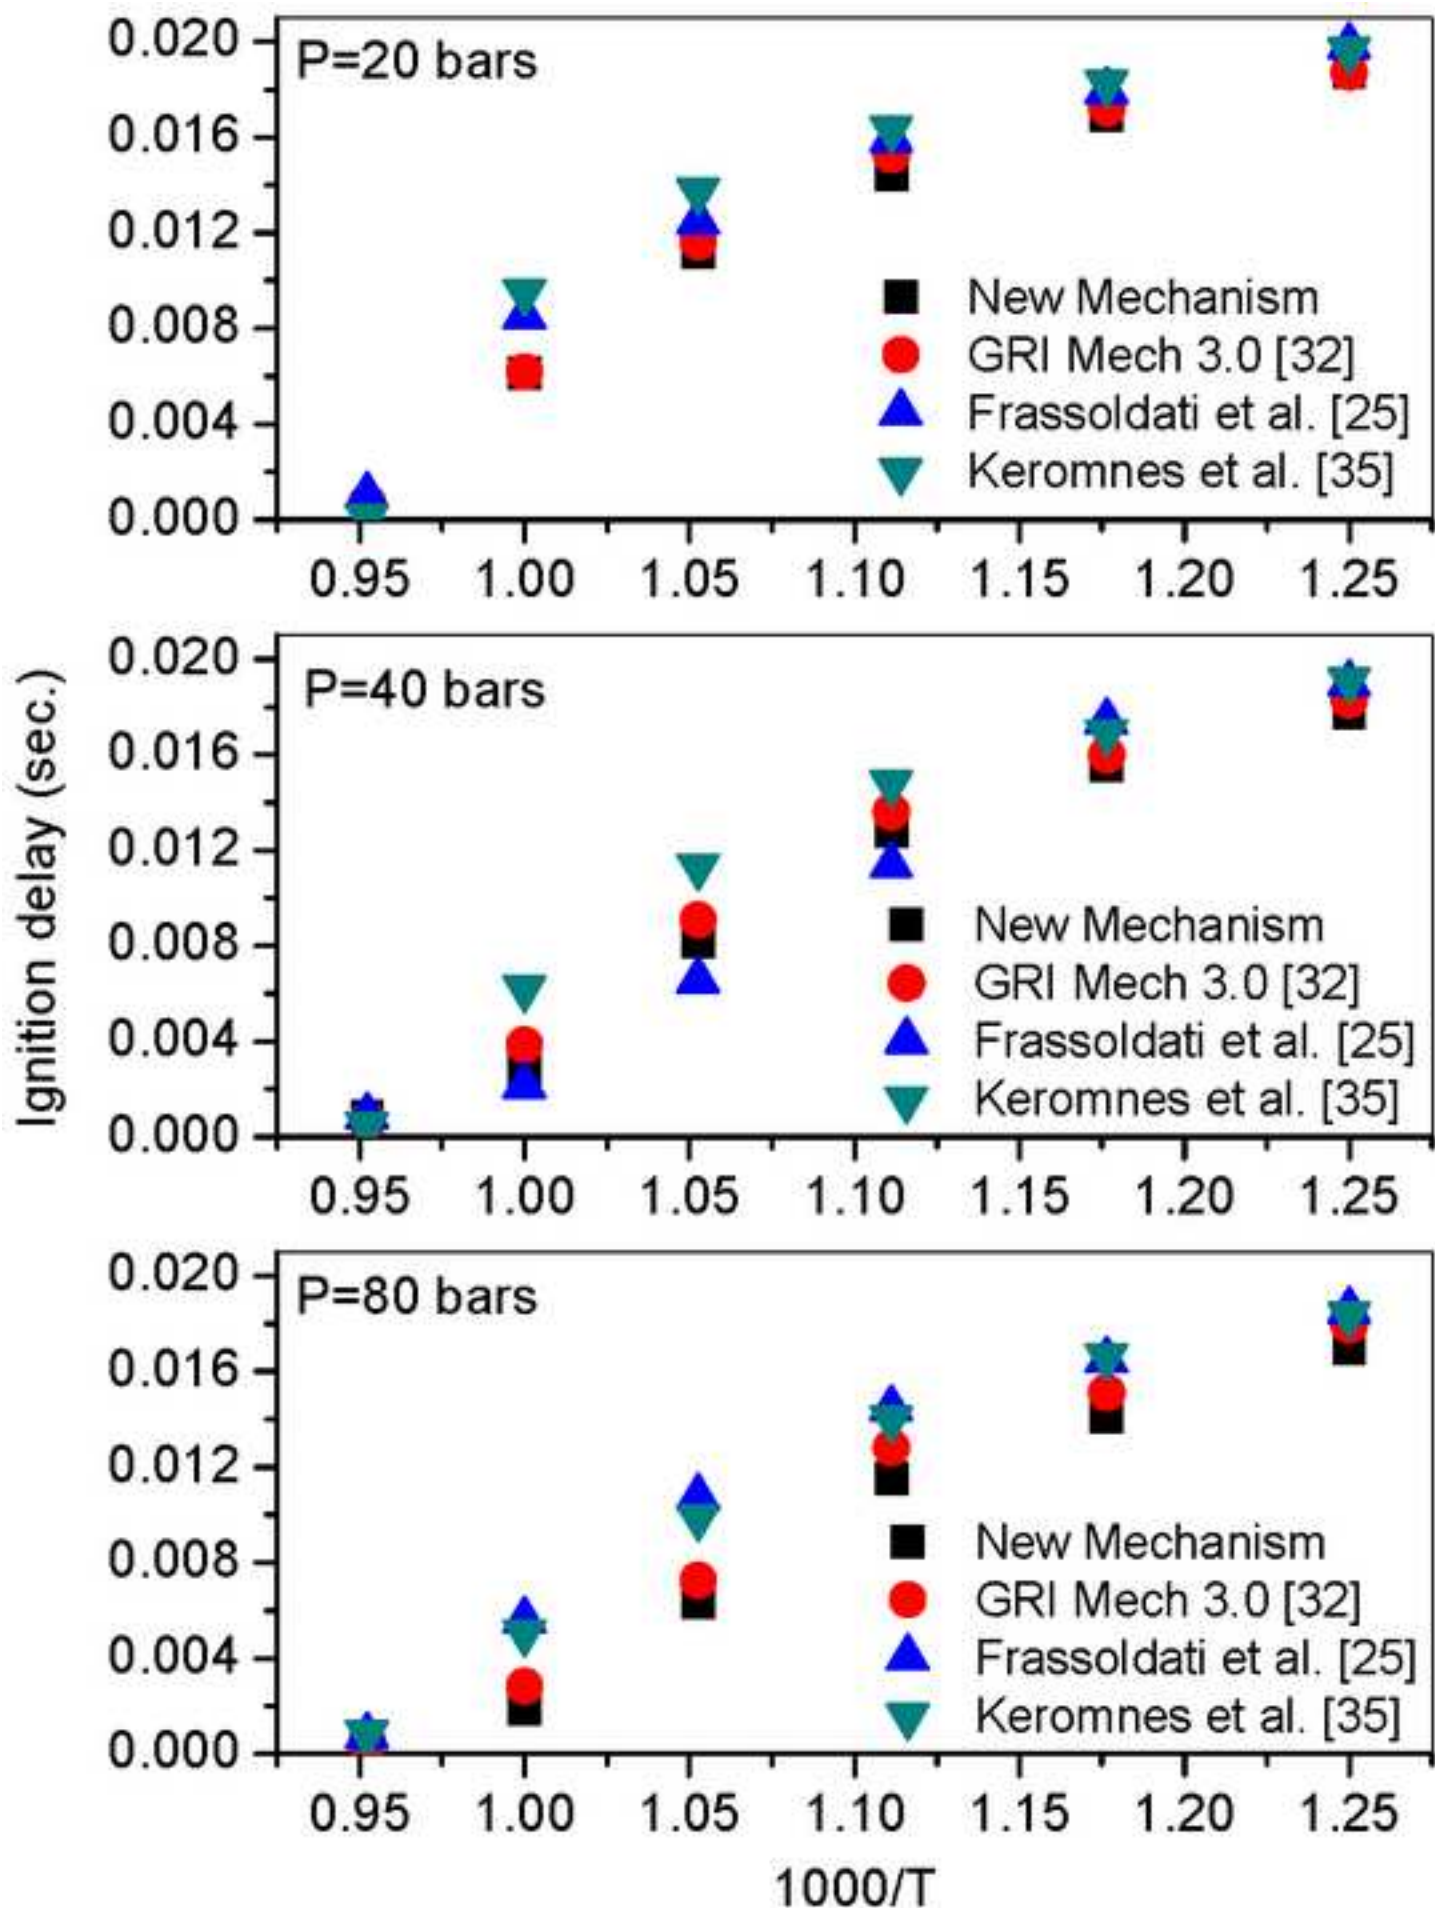 P=20 bars
0.020
0.016
0.012
0.008
0.004
0.000
New Mechanism
GRI Mech 3.0 [32]
Frassoldati et al. [25]
Keromnes et al. [35]
0.95 1.00 1.05 1.10 1.15 1.20 1.25
Ignition delay (sec.)
P=40 bars
0.020
0.016
0.012
0.008
0.004
0.000
New Mechanism
GRI Mech 3.0 [32]
Frassoldati et al. [25]
Keromnes et al. [35]
0.95 1.00 1.05 1.10 1.15 1.20 1.25
P=80 bars
0.020
0.016
0.012
0.008
0.004
0.000
New Mechanism
GRI Mech 3.0 [32]
Frassoldati et al. [25]
Keromnes et al. [35]
0.95 1.00 1.05 1.10 1.15 1.20 1.25
1000/T